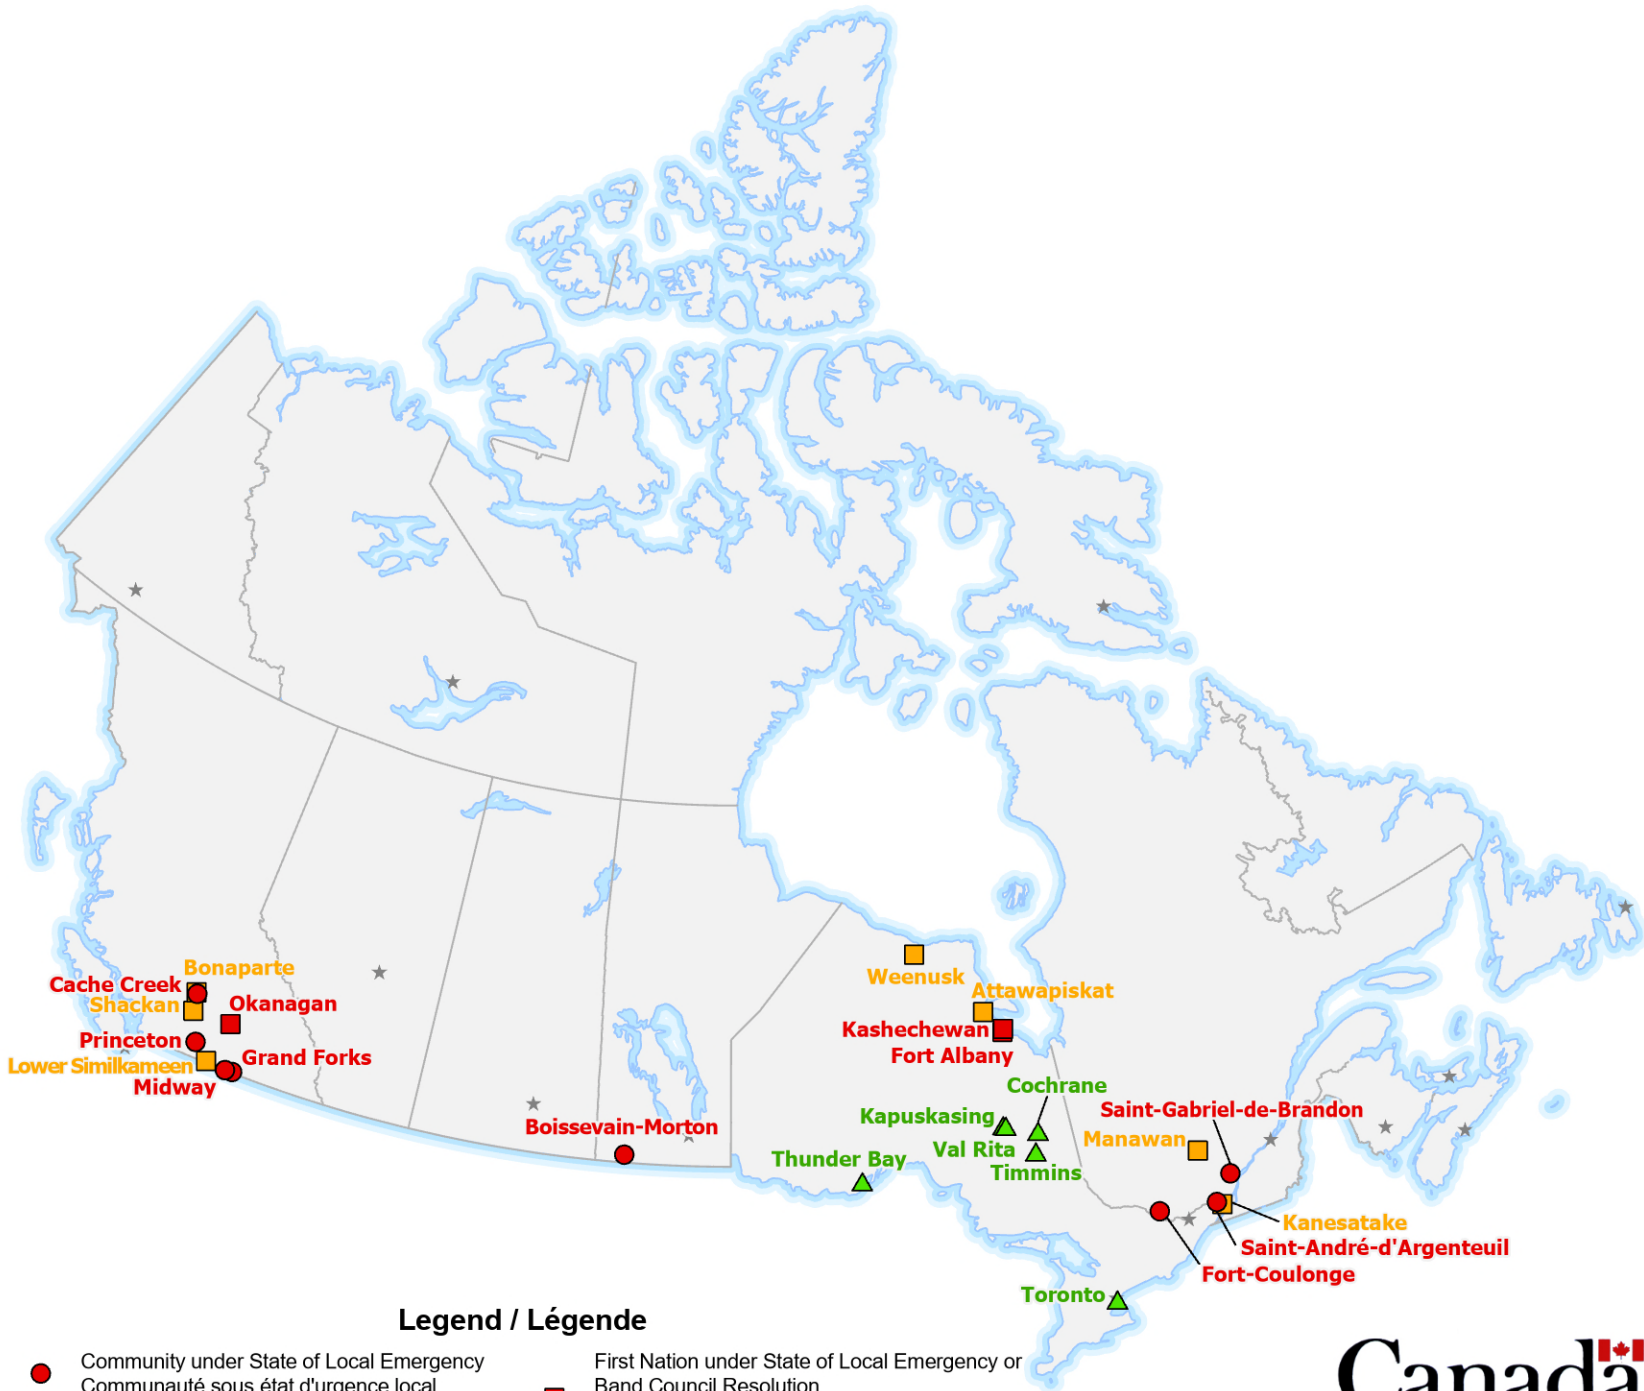 Bonaparte
Cache Creek
Shackan
Okanagan
Princeton
Grand Forks
Lower Similkameen
Midway
Boissevain-Morton
Weenusk
Attawapiskat
Kashechewan
Fort Albany
Cochrane
Kapuskasing
Val Rita
Timmins
Thunder Bay
Saint-Gabriel-de-Brandon
Manawan
Kanesatake
Saint-André-d'Argenteuil
Fort-Coulonge
Toronto
Legend / Légende
Community under State of Local Emergency
Communauté sous état d'urgence local
First Nation under State of Local Emergency or
Band Council Resolution
Canada